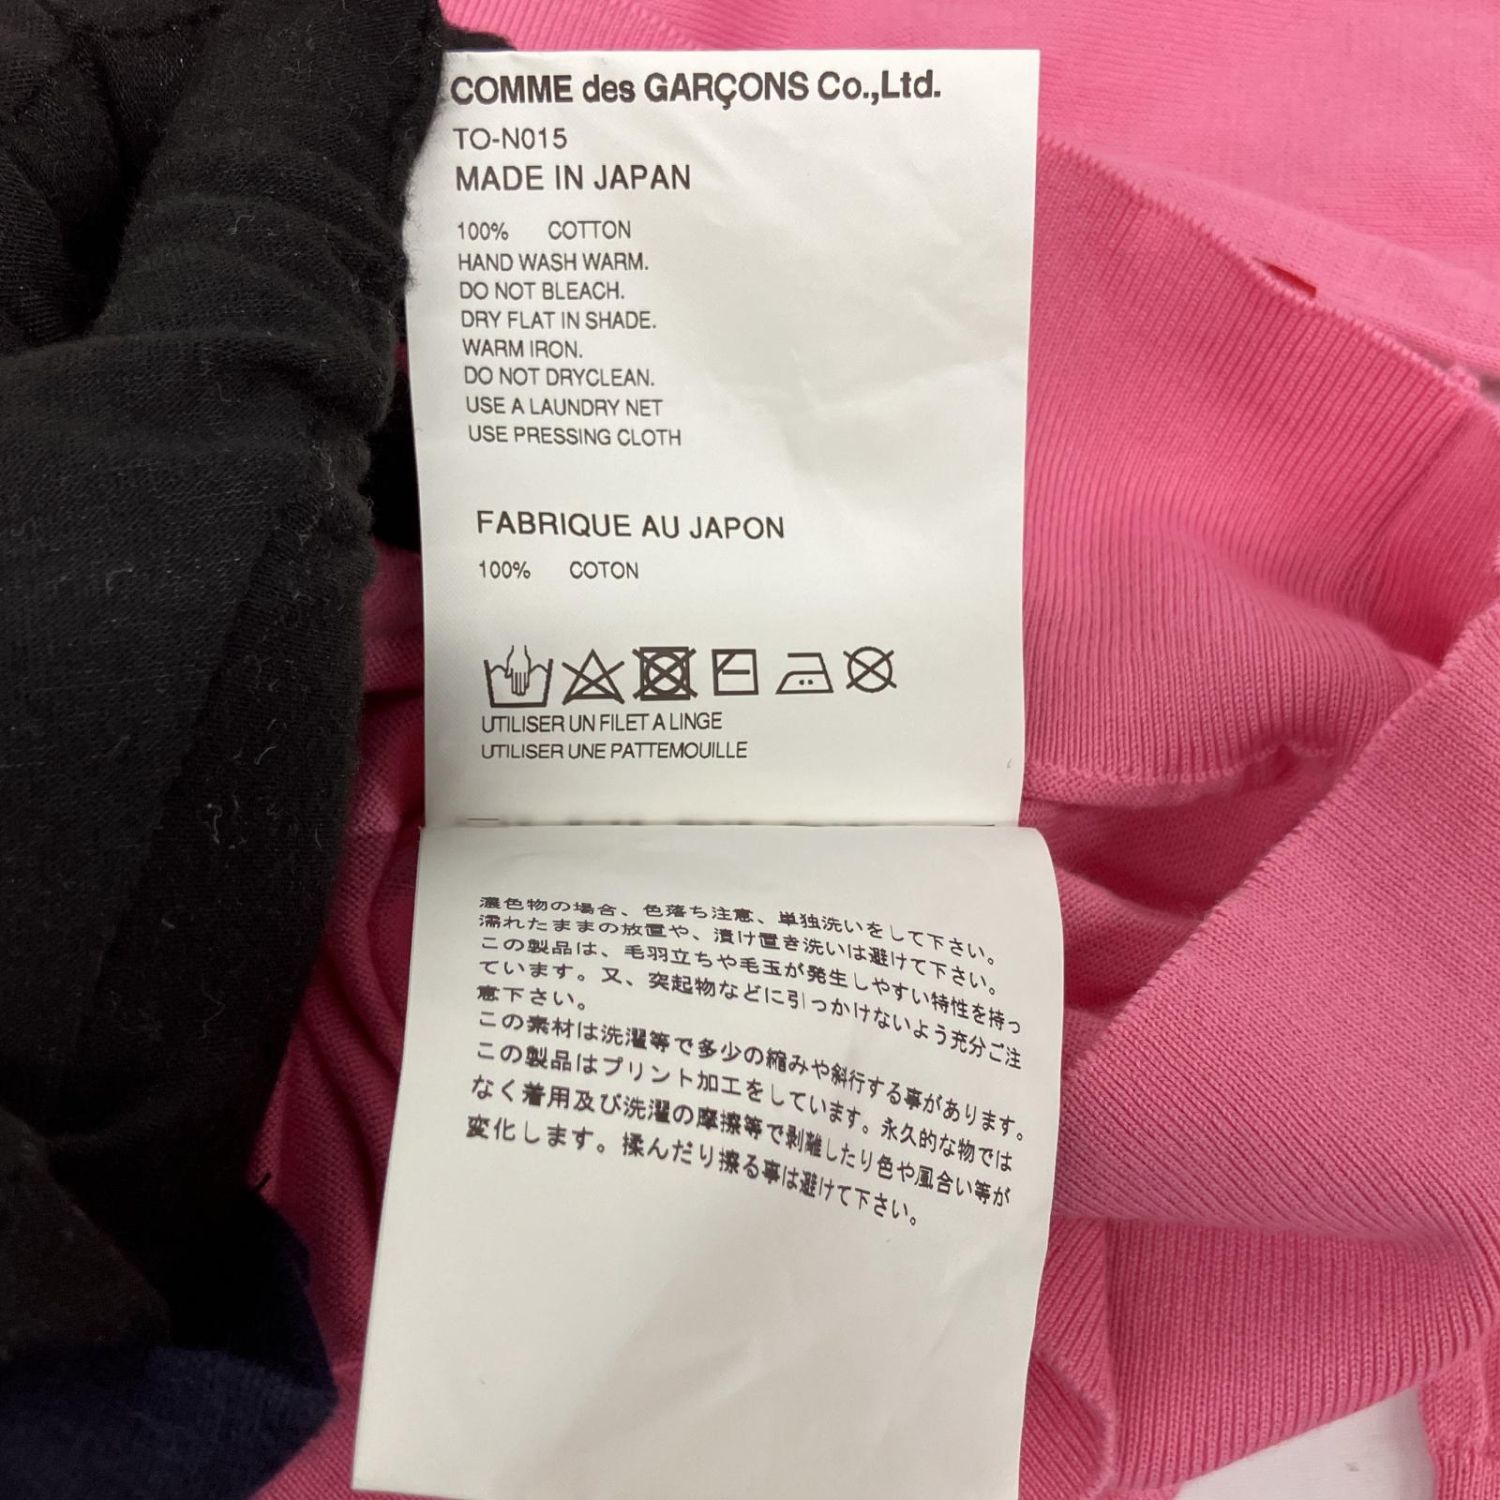 COMME des GARÇONS Co.,Ltd.
TO-N015
MADE IN JAPAN
100% COTTON
HAND WASH WARM.
DO NOT BLEACH.
DRY FLAT IN SHADE.
WARM IRON.
DO NOT DRYCLEAN.
USE A LAUNDRY NET
USE PRESSING CLOTH
FABRIQUE AU JAPON
100% COTON
UTILISER UN FILET A LINGE
UTILISER UNE PATTEMOUILLE
濃色物の場合、色落ち注意、単独洗いをして下さい。
濡れたままの放置や、漬け置き洗いは避けて下さい。
この製品は、毛羽立ちや毛玉が発生しやすい特性を持っ
ています。又、突起物などに引っかけないよう充分ご注
意下さい。
この素材は洗濯等で多少の縮みや斜行する事があります。
この製品はプリント加工をしています。永久的な物では
なく着用及び洗濯の摩擦等で剥離したり色や風合い等が
変化します。揉んだり擦る事は避けて下さい。